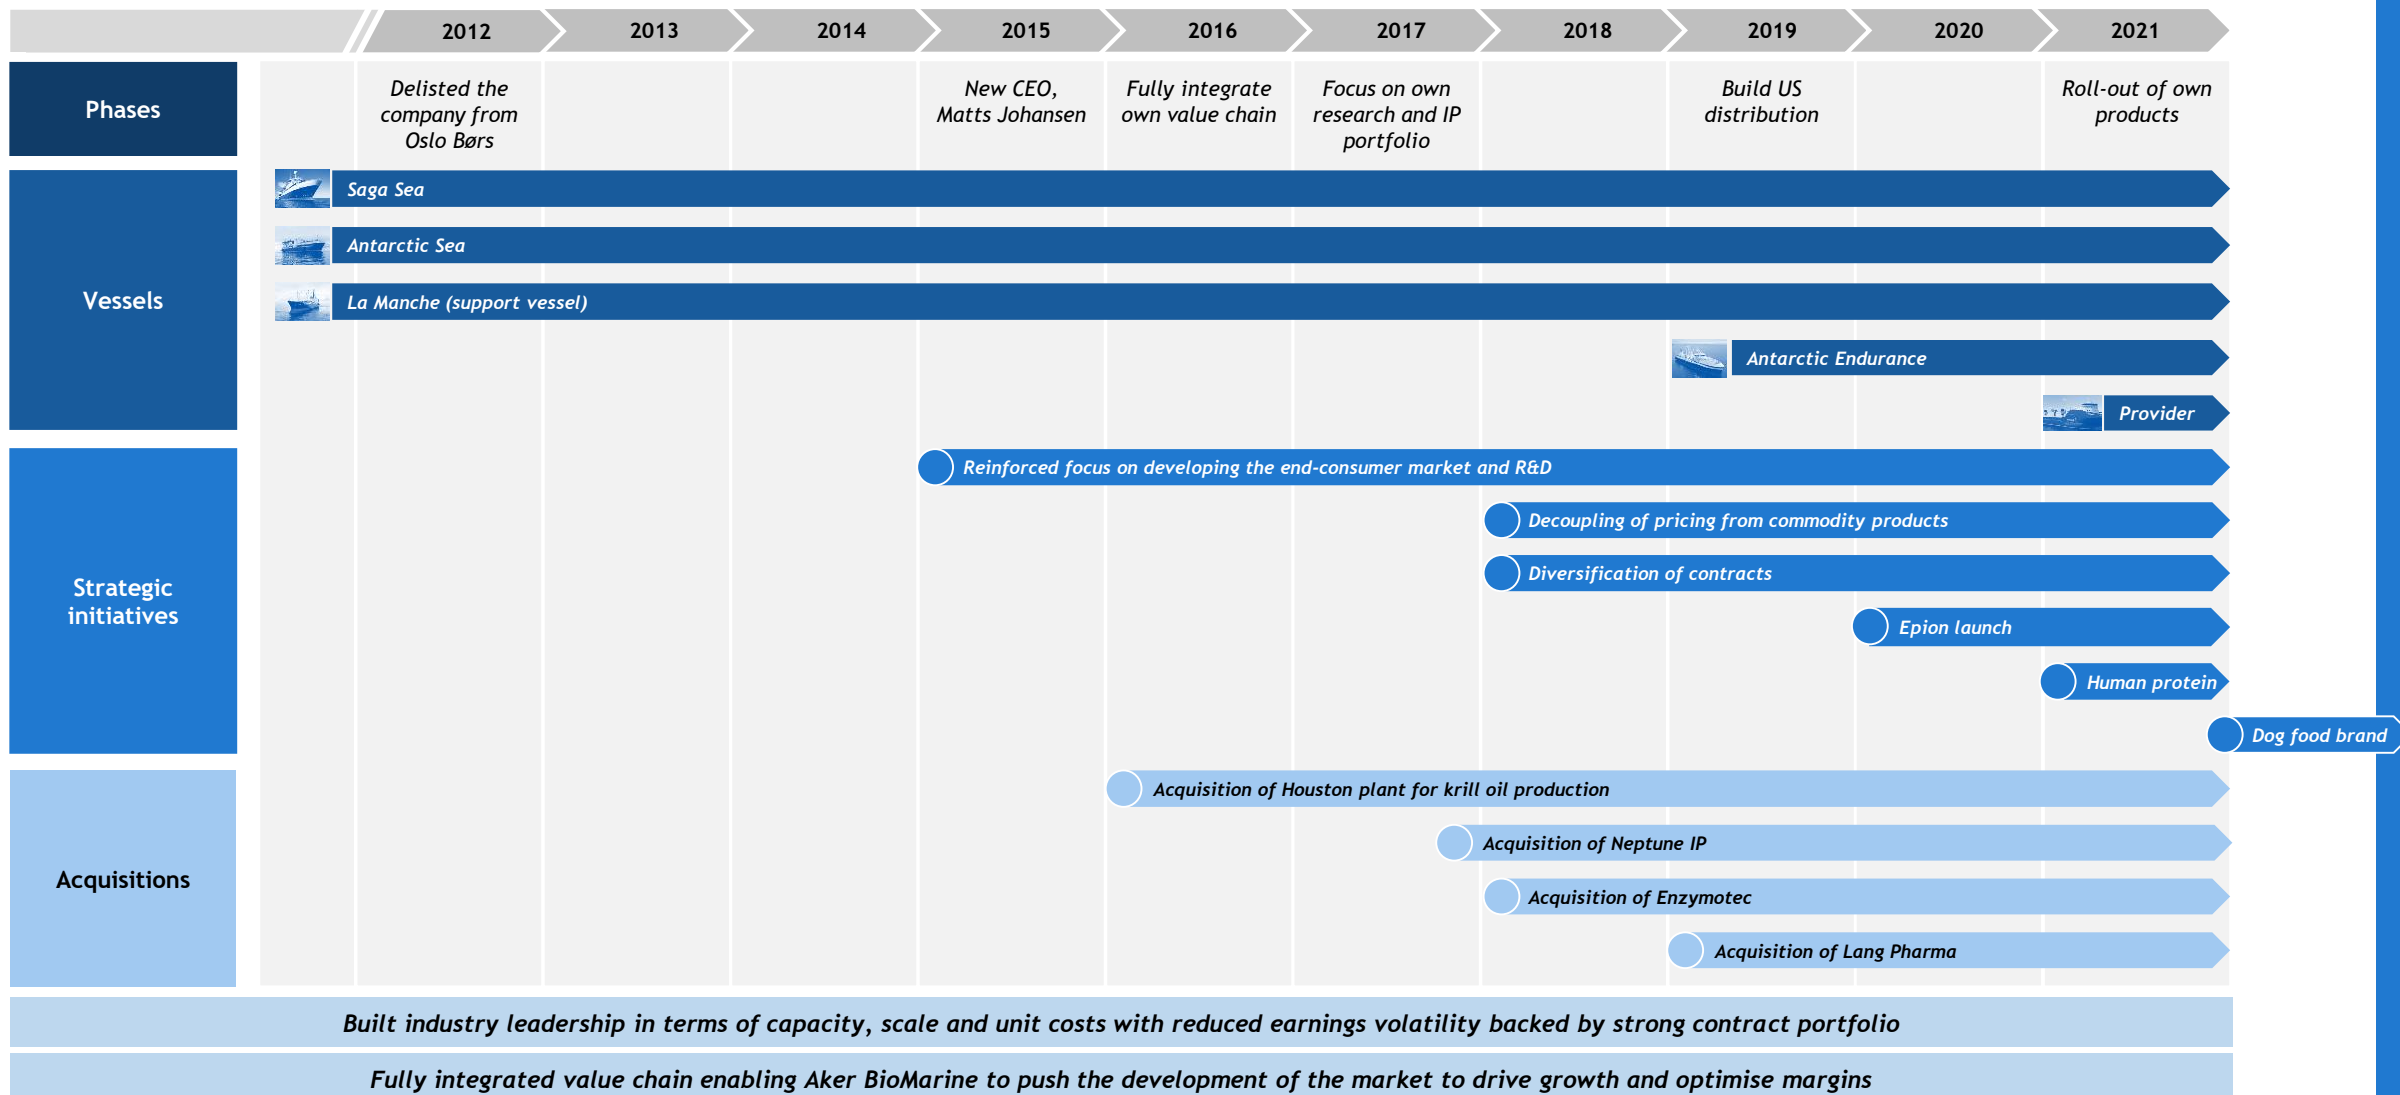 2012 2013 2014 2015 2016 2017 2018 2019 2020 2021
Phases
Delisted the
company from
Oslo Børs
New CEO,
Matts Johansen
Fully integrate
own value chain
Focus on own
research and IP
portfolio
Build US
distribution
Roll-out of own
products
Vessels
Saga Sea
Antarctic Sea
La Manche (support vessel)
Antarctic Endurance
Provider
Strategic
initiatives
Reinforced focus on developing the end-consumer market and R&D
Decoupling of pricing from commodity products
Diversification of contracts
Epion launch
Human protein
Dog food brand
Acquisitions
Acquisition of Houston plant for krill oil production
Acquisition of Neptune IP
Acquisition of Enzymotec
Acquisition of Lang Pharma
Built industry leadership in terms of capacity, scale and unit costs with reduced earnings volatility backed by strong contract portfolio
Fully integrated value chain enabling Aker BioMarine to push the development of the market to drive growth and optimise margins